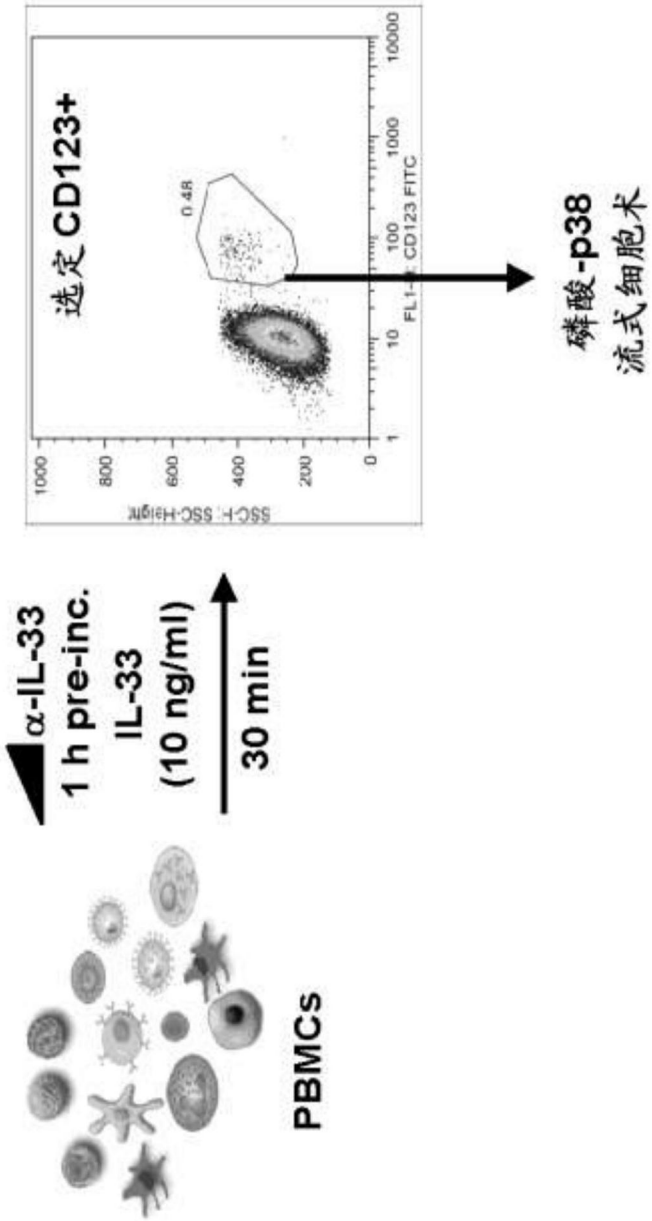 PBMCs
α-IL-33
1 h pre-inc.
IL-33
(10 ng/ml)
30 min
选定 CD123+
0.48
1000
800
600
400
200
0
SSC-H: SSC-Height
1
10
100
1000
10000
CD123 FITC
磷酸-p38
流式细胞术